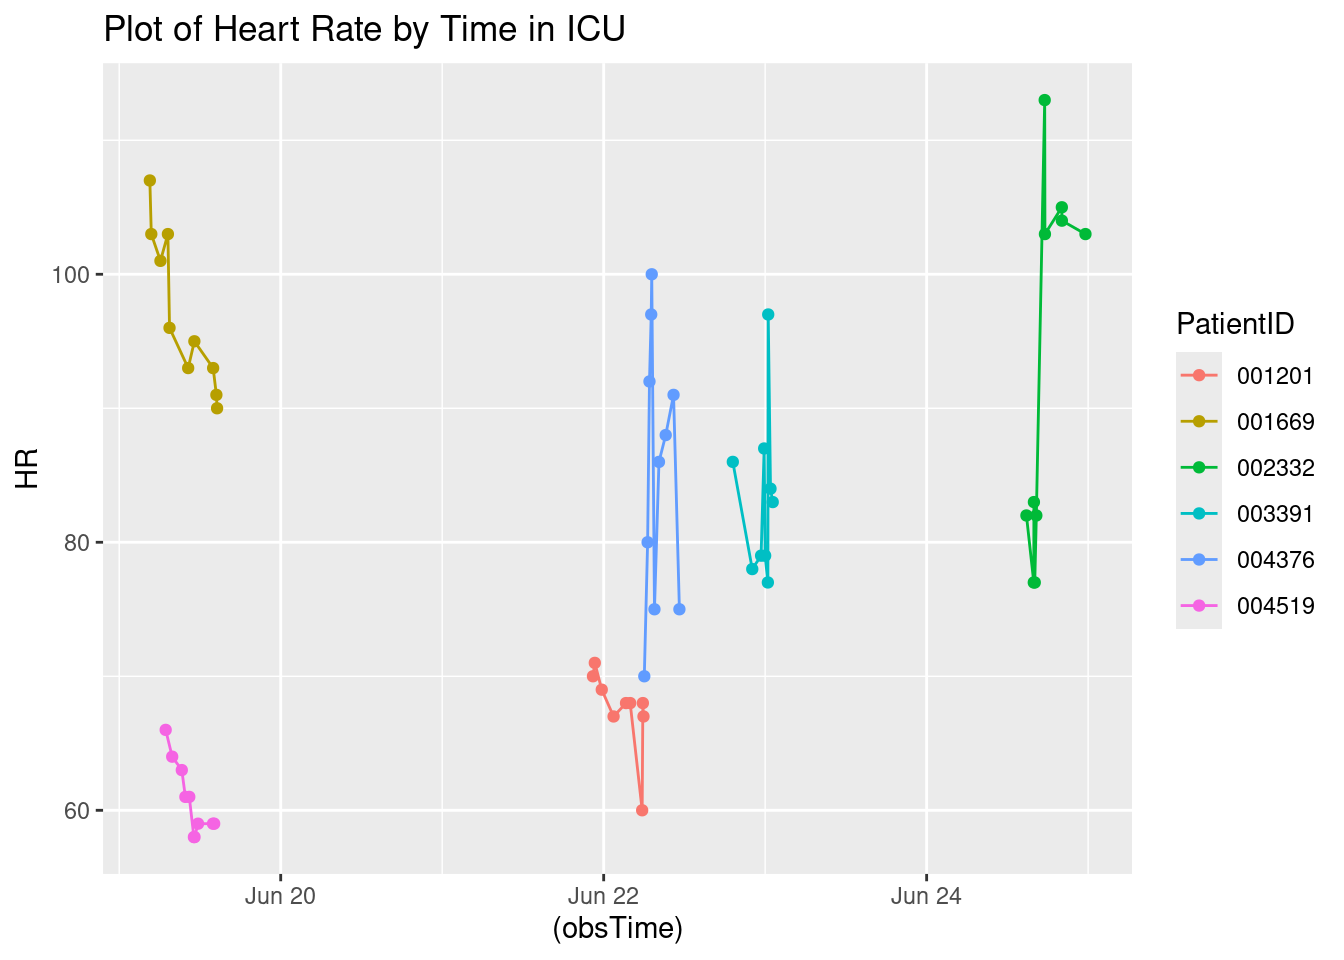 Plot of Heart Rate by Time in ICU
HR
100
80
60
Jun 20
Jun 22
Jun 24
(obsTime)
PatientID
001201
001669
002332
003391
004376
004519